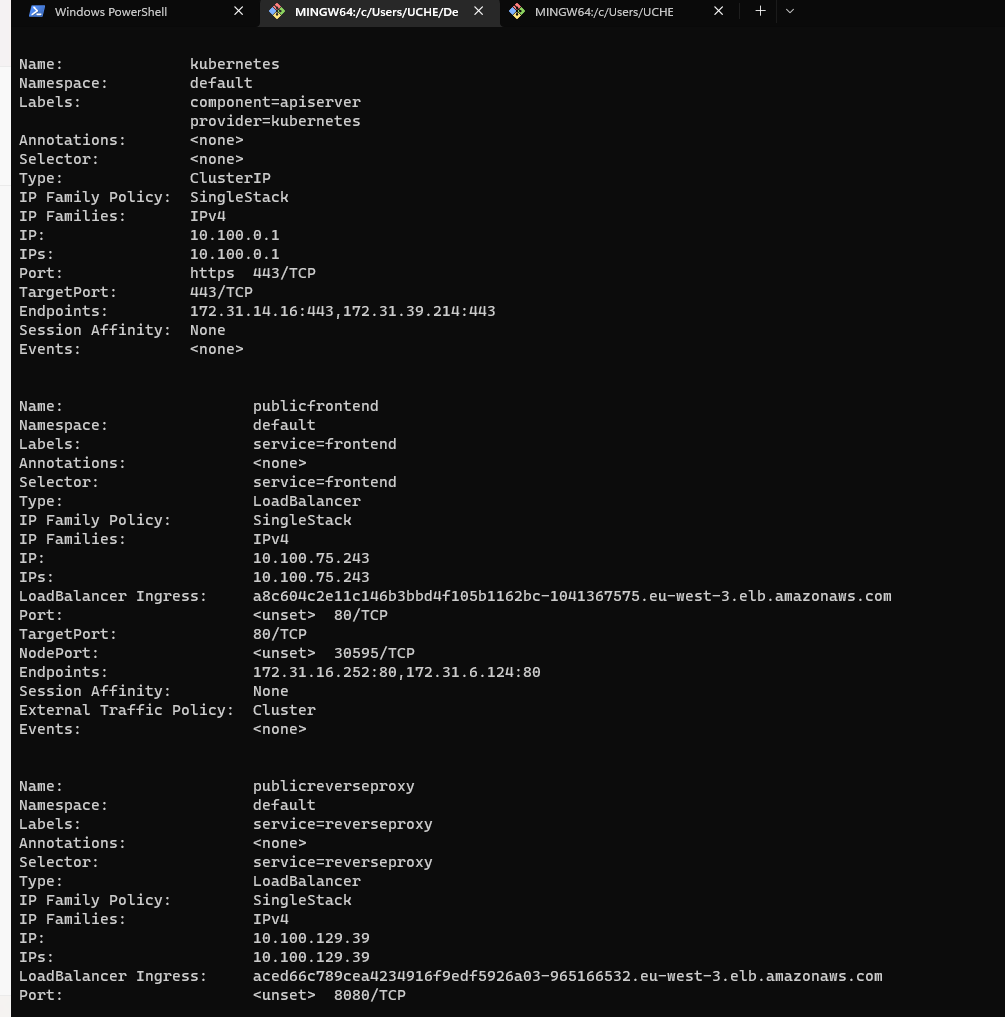 Windows PowerShell
MINGW64:/c/Users/UCHE/De
MINGW64:/c/Users/UCHE
Name: kubernetes
Namespace: default
Labels: component=apiserver
provider=kubernetes
Annotations: <none>
Selector: <none>
Type: ClusterIP
IP Family Policy: SingleStack
IP Families: IPv4
IP: 10.100.0.1
IPs: 10.100.0.1
Port: https 443/TCP
TargetPort: 443/TCP
Endpoints: 172.31.14.16:443,172.31.39.214:443
Session Affinity: None
Events: <none>
Name: publicfrontend
Namespace: default
Labels: service=frontend
Annotations: <none>
Selector: service=frontend
Type: LoadBalancer
IP Family Policy: SingleStack
IP Families: IPv4
IP: 10.100.75.243
IPs: 10.100.75.243
LoadBalancer Ingress: a8c604c2e11c146b3bbd4f105b1162bc-1041367575.eu-west-3.elb.amazonaws.com
Port: <unset> 80/TCP
TargetPort: 80/TCP
NodePort: <unset> 30595/TCP
Endpoints: 172.31.16.252:80,172.31.6.124:80
Session Affinity: None
External Traffic Policy: Cluster
Events: <none>
Name: publicreverseproxy
Namespace: default
Labels: service=reverseproxy
Annotations: <none>
Selector: service=reverseproxy
Type: LoadBalancer
IP Family Policy: SingleStack
IP Families: IPv4
IP: 10.100.129.39
IPs: 10.100.129.39
LoadBalancer Ingress: aced66c789cea4234916f9edf5926a03-965166532.eu-west-3.elb.amazonaws.com
Port: <unset> 8080/TCP